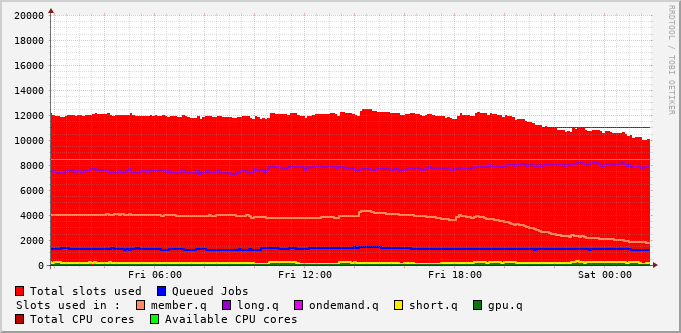 20000
18000
16000
14000
12000
10000
8000
6000
4000
2000
0
Fri 06:00 Fri 12:00 Fri 18:00 Sat 00:00
Total slots used Queued Jobs
Slots used in : member.q long.q ondemand.q short.q gpu.q
Total CPU cores Available CPU cores
RRDTOOL / TOBI OETIKER